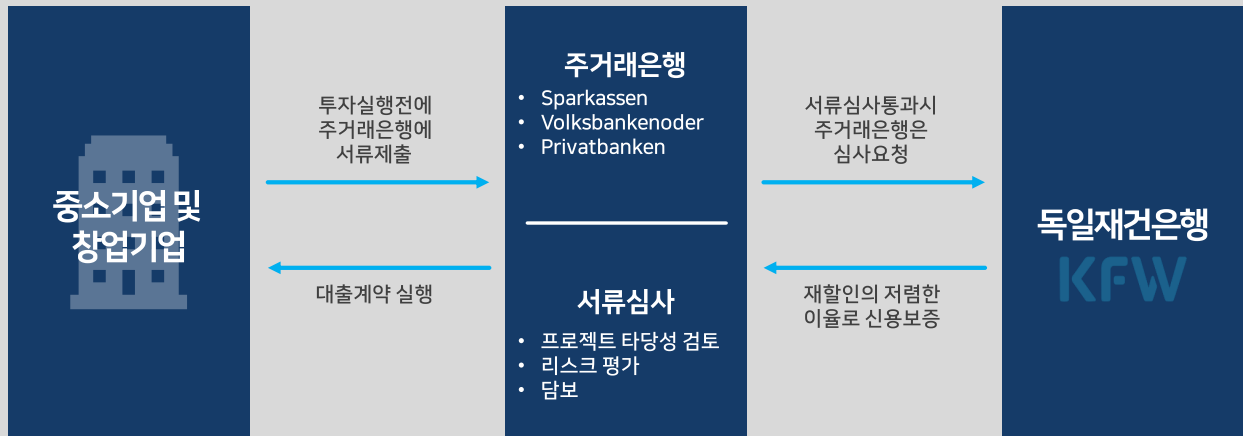 중소기업 및
창업기업
투자실행전에
주거래은행에
서류제출
대출계약 실행
주거래은행
• Sparkassen
• Volksbankenoder
• Privatbanken
서류심사
• 프로젝트 타당성 검토
• 리스크 평가
• 담보
서류심사통과시
주거래은행은
심사요청
재할인의 저렴한
이율로 신용보증
독일재건은행
KFW